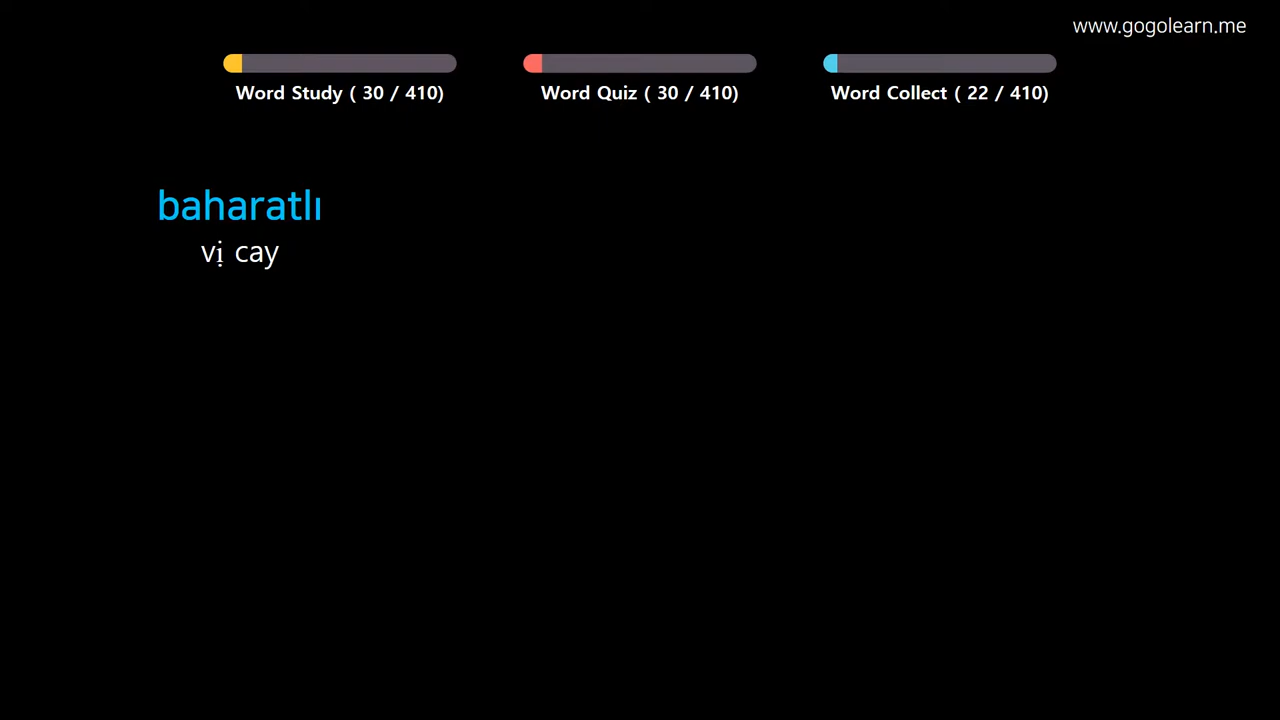 www.gogolearn.me
Word Study ( 30 / 410)
Word Quiz ( 30 / 410)
Word Collect ( 22 / 410)
baharatlı
vị cay